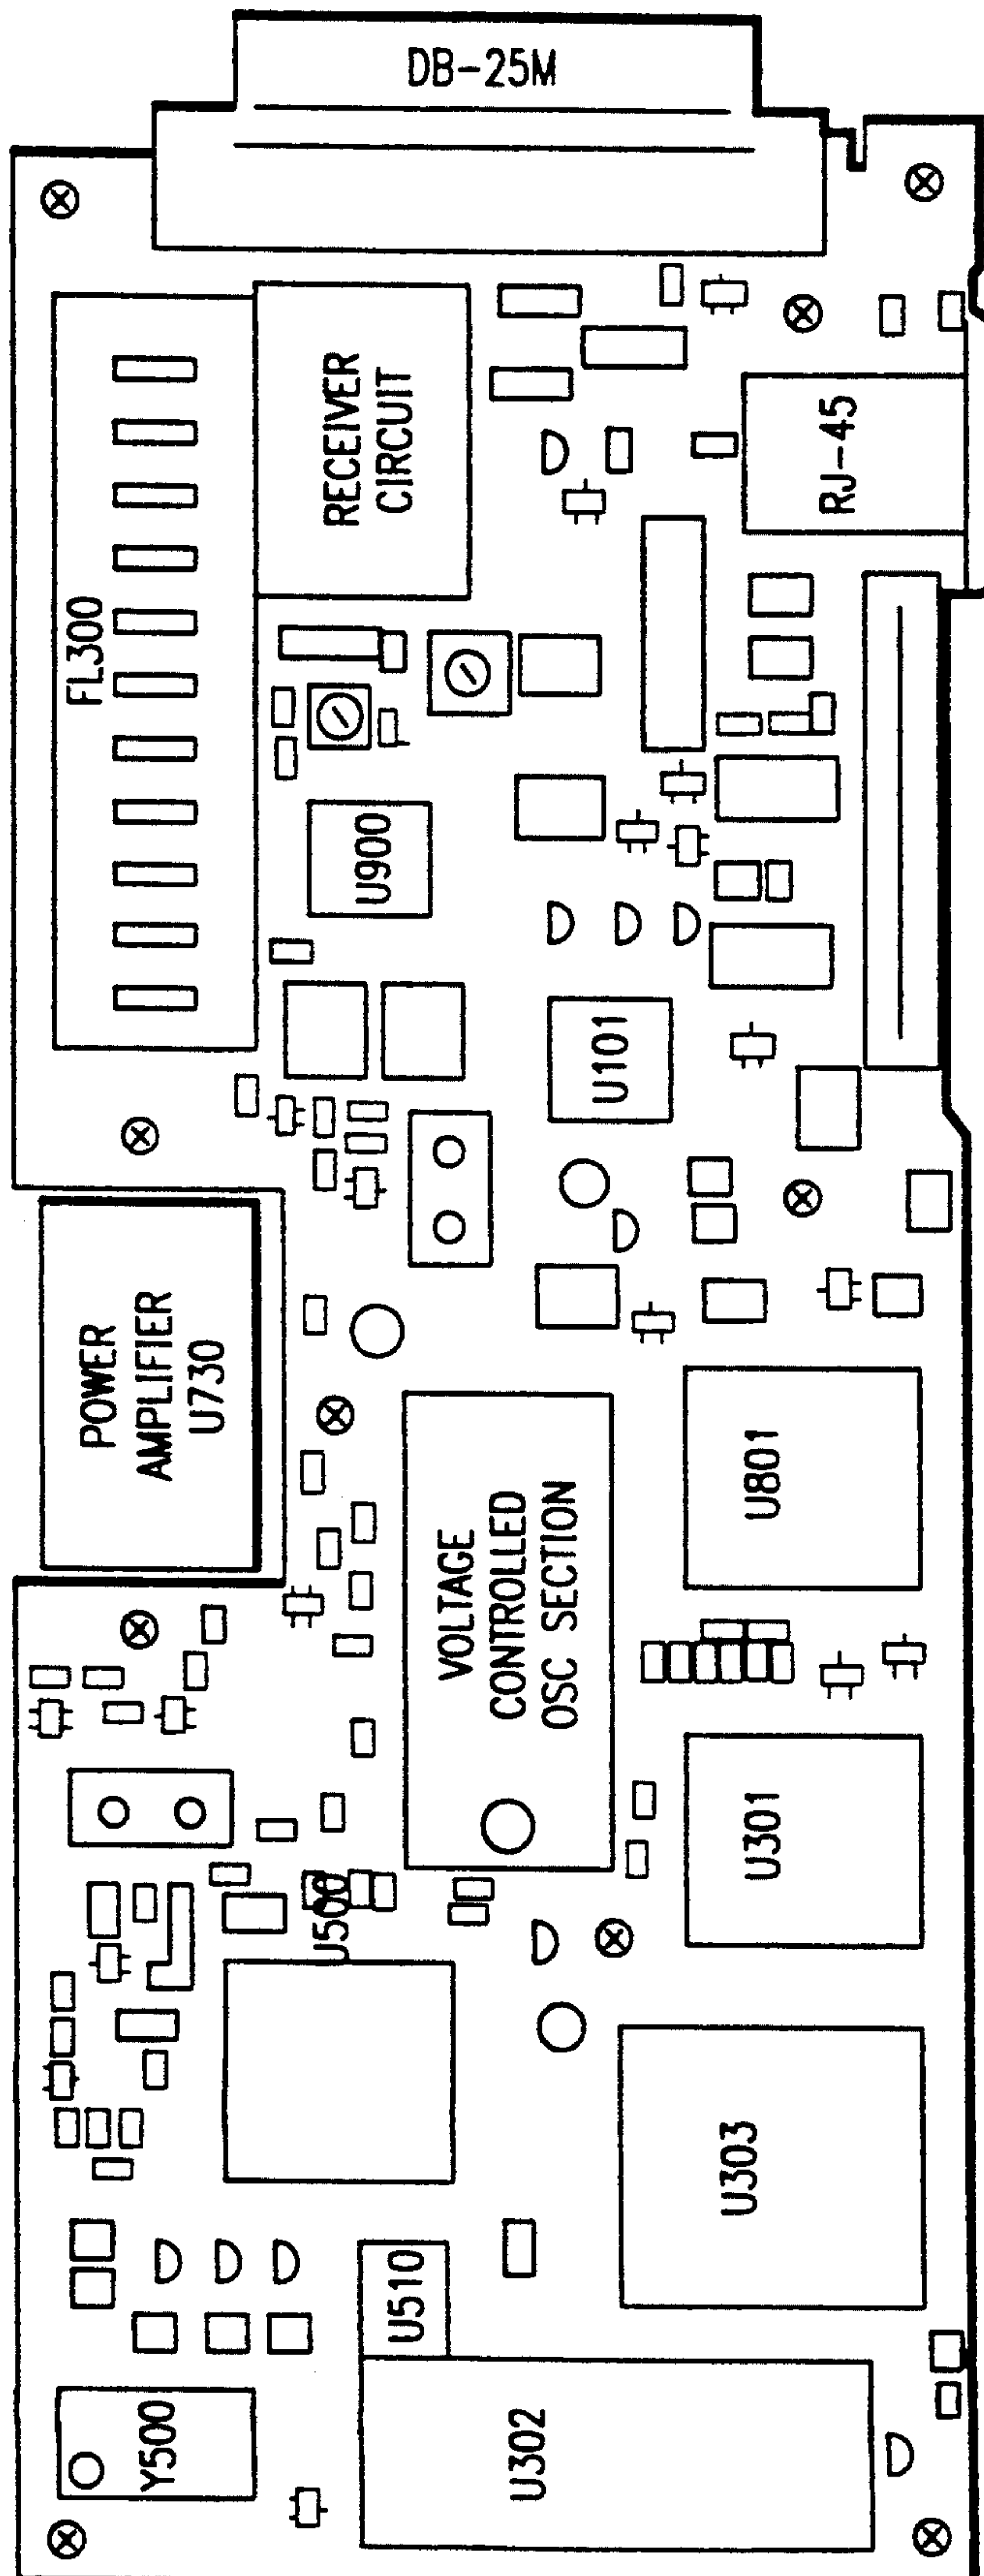 DB-25M
RECEIVER
CIRCUIT
RJ-45
FL300
U900
U101
POWER
AMPLIFIER
U730
U801
VOLTAGE
CONTROLLED
OSC SECTION
U301
U500
U303
U510
U302
Y500